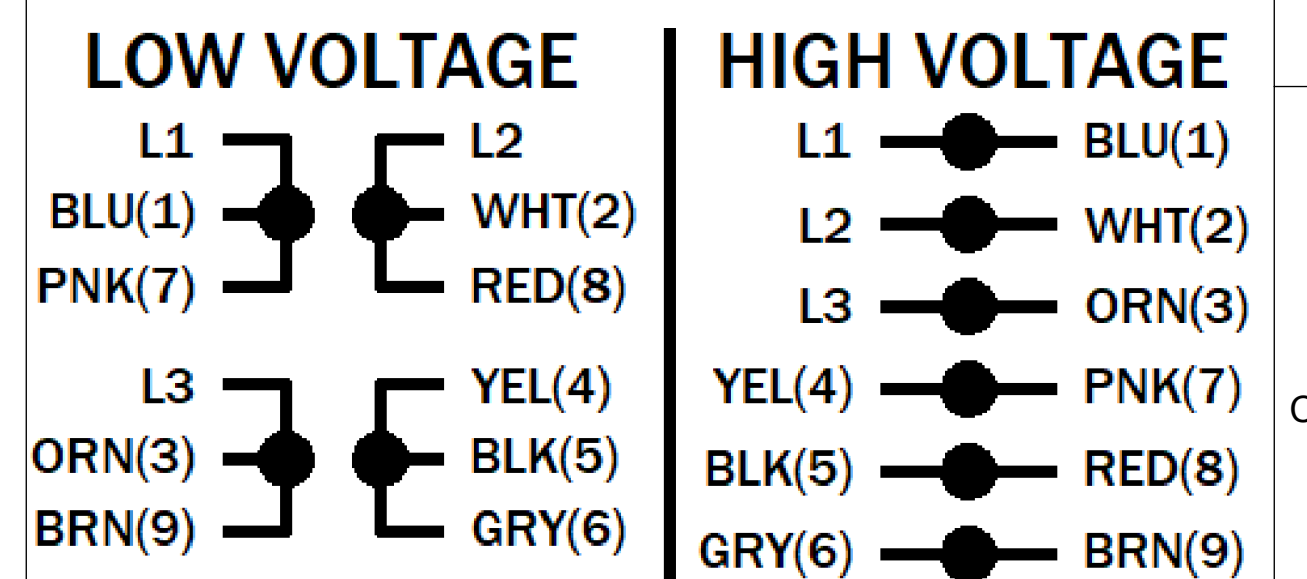 LOW VOLTAGE
L1
BLU(1)
PNK(7)
L2
WHT(2)
RED(8)
L3
ORN(3)
BRN(9)
YEL(4)
BLK(5)
GRY(6)
HIGH VOLTAGE
L1 BLU(1)
L2 WHT(2)
L3 ORN(3)
YEL(4) PNK(7)
BLK(5) RED(8)
GRY(6) BRN(9)